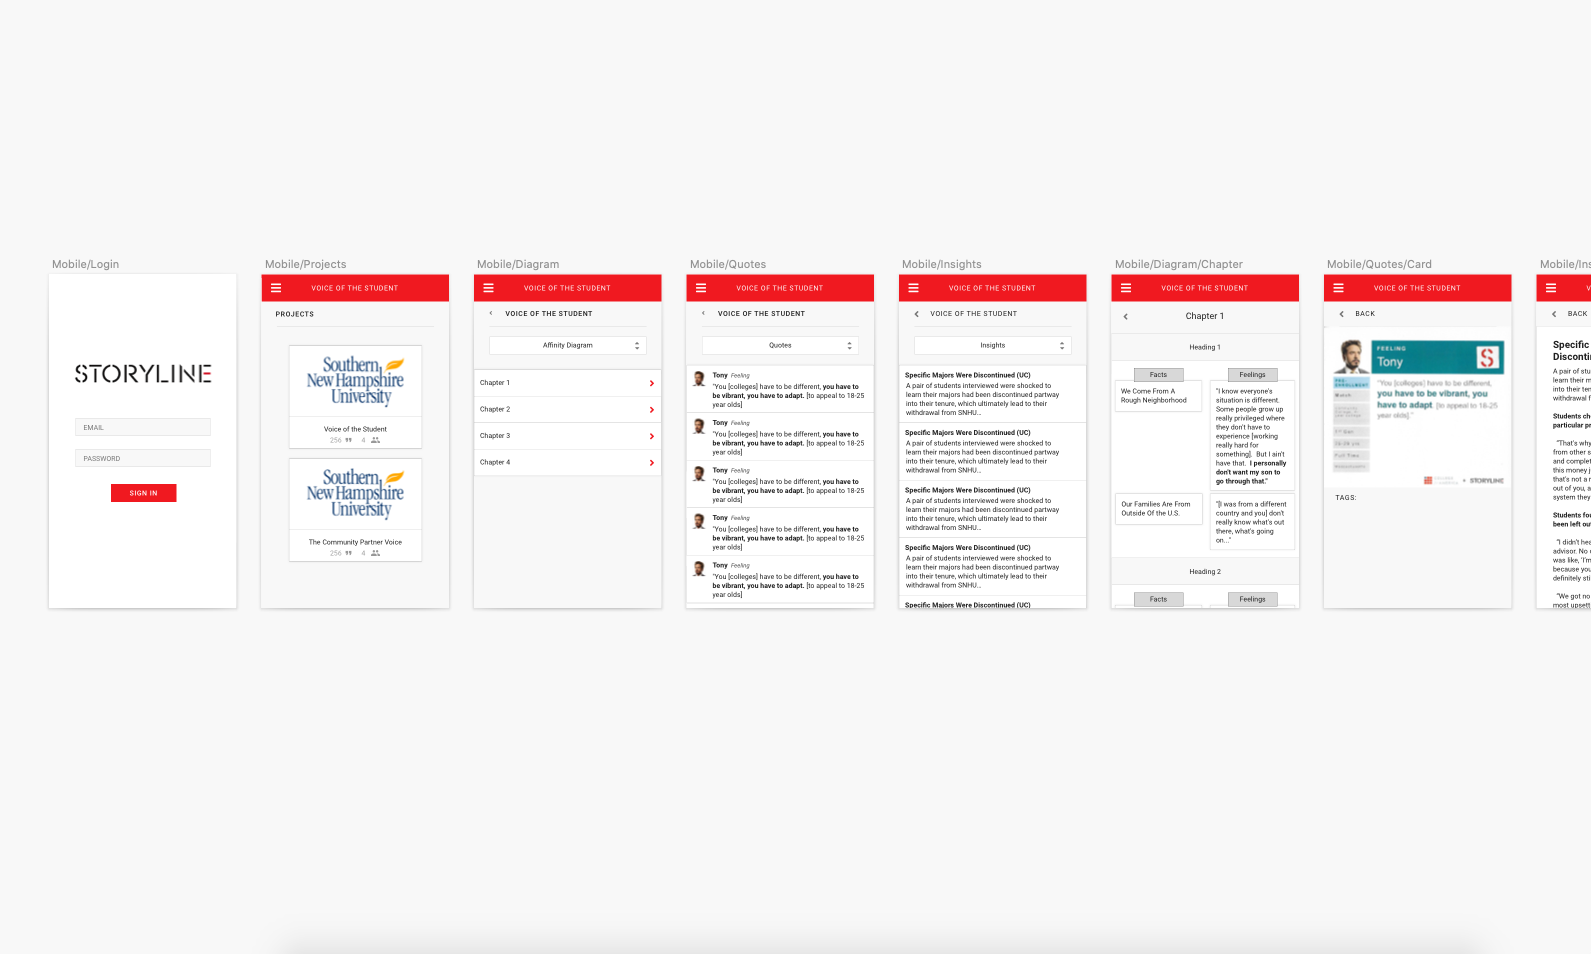 Mobile/Login
STORYLINE
EMAIL
PASSWORD
SIGN IN
Mobile/Projects
VOICE OF THE STUDENT
PROJECTS
Southern
New Hampshire
University
Voice of the Student
256 4
Southern
New Hampshire
University
The Community Partner Voice
256 4
Mobile/Diagram
VOICE OF THE STUDENT
VOICE OF THE STUDENT
Affinity Diagram
Chapter 1
Chapter 2
Chapter 3
Chapter 4
Mobile/Quotes
VOICE OF THE STUDENT
VOICE OF THE STUDENT
Quotes
Tony Feeling
"You [colleges] have to be different, you have to
be vibrant, you have to adapt. [to appeal to 18-25
year olds]
Tony Feeling
"You [colleges] have to be different, you have to
be vibrant, you have to adapt. [to appeal to 18-25
year olds]
Tony Feeling
"You [colleges] have to be different, you have to
be vibrant, you have to adapt. [to appeal to 18-25
year olds]
Tony Feeling
"You [colleges] have to be different, you have to
be vibrant, you have to adapt. [to appeal to 18-25
year olds]
Tony Feeling
"You [colleges] have to be different, you have to
be vibrant, you have to adapt. [to appeal to 18-25
year olds]
Mobile/Insights
VOICE OF THE STUDENT
VOICE OF THE STUDENT
Insights
Specific Majors Were Discontinued (UC)
A pair of students interviewed were shocked to
learn their majors had been discontinued partway
into their tenure, which ultimately lead to their
withdrawal from SNHU...
Specific Majors Were Discontinued (UC)
A pair of students interviewed were shocked to
learn their majors had been discontinued partway
into their tenure, which ultimately lead to their
withdrawal from SNHU...
Specific Majors Were Discontinued (UC)
A pair of students interviewed were shocked to
learn their majors had been discontinued partway
into their tenure, which ultimately lead to their
withdrawal from SNHU...
Specific Majors Were Discontinued (UC)
A pair of students interviewed were shocked to
learn their majors had been discontinued partway
into their tenure, which ultimately lead to their
withdrawal from SNHU...
Specific Majors Were Discontinued (UC)
Mobile/Diagram/Chapter
VOICE OF THE STUDENT
Chapter 1
Heading 1
Facts
Feelings
We Come From A
Rough Neighborhood
"I know everyone's
situation is different.
Some people grow up
really privileged where
they don't have to
experience [working
really hard for
something]. But I ain't
have that. I personally
don't want my son to
go through that."
Our Families Are From
Outside Of the U.S.
"[I was from a different
country and you] don't
really know what's out
there, what's going
on..."
Heading 2
Facts
Feelings
Mobile/Quotes/Card
VOICE OF THE STUDENT
BACK
FEELING
Tony
S
"You [colleges] have to be different,
you have to be vibrant, you
have to adapt. [to appeal to 18-25
year olds]."
STORYLINE
TAGS:
Mobile/Ins
V
BACK
Specific
Discontin
A pair of stu
learn their m
into their ten
withdrawal f
Students ch
particular pr
"That's why
from other s
and complet
this money j
that's not a r
out of you, a
system they
Students fou
been left ou
"I didn't hea
advisor. No o
was like, 'I'm
because you
definitely sti
"We got no
most upsett